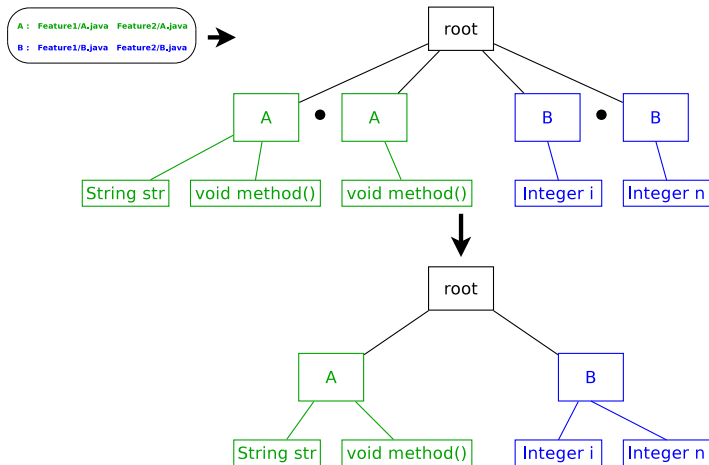 A : Feature1/A.java Feature2/A.java
B : Feature1/B.java Feature2/B.java
root
A A B B
String str void method() void method() Integer i Integer n
root
A B
String str void method() Integer i Integer n